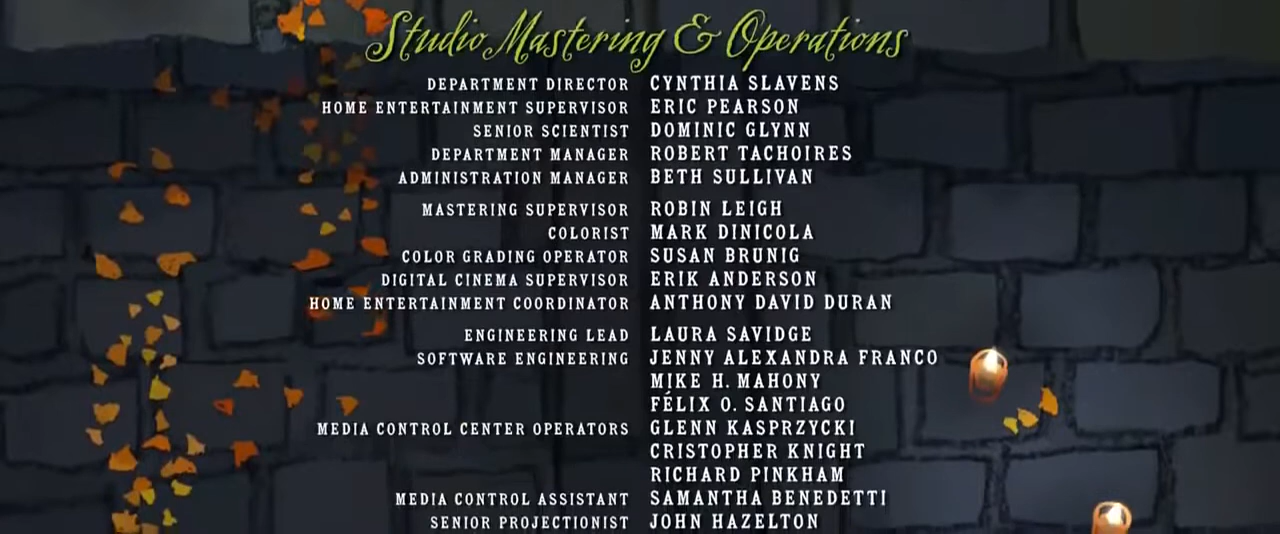 Studio Mastering & Operations
DEPARTMENT DIRECTOR CYNTHIA SLAVENS
HOME ENTERTAINMENT SUPERVISOR ERIC PEARSON
SENIOR SCIENTIST DOMINIC GLYNN
DEPARTMENT MANAGER ROBERT TACHOIRES
ADMINISTRATION MANAGER BETH SULLIVAN
MASTERING SUPERVISOR ROBIN LEIGH
COLORIST MARK DINICOLA
COLOR GRADING OPERATOR SUSAN BRUNIG
DIGITAL CINEMA SUPERVISOR ERIK ANDERSON
HOME ENTERTAINMENT COORDINATOR ANTHONY DAVID DURAN
ENGINEERING LEAD LAURA SAVIDGE
SOFTWARE ENGINEERING JENNY ALEXANDRA FRANCO
MIKE H. MAHONY
FÉLIX O. SANTIAGO
MEDIA CONTROL CENTER OPERATORS GLENN KASPRZYCKI
CRISTOPHER KNIGHT
RICHARD PINKHAM
MEDIA CONTROL ASSISTANT SAMANTHA BENEDETTI
SENIOR PROJECTIONIST JOHN HAZELTON